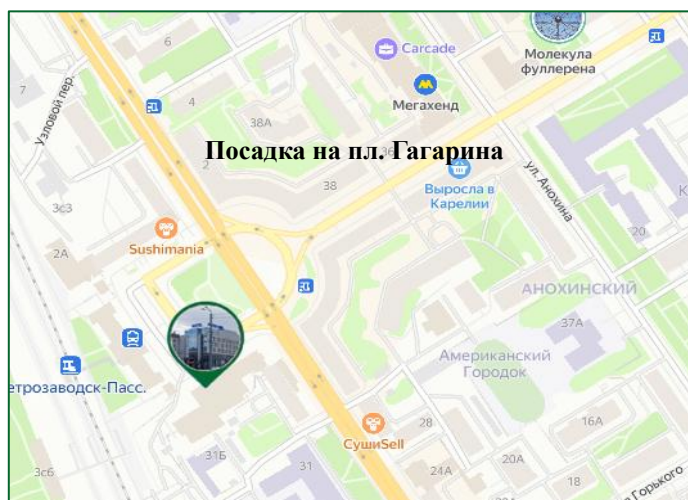 Молекула
фуллерена
Carcade
6
7
Узловой пер.
4
Мегахенд
38А
2
Посадка на пл. Гагарина
38
Выросла в
Карелии
ул. Анохина
3с3
20
2А
Sushimania
АНОХИНСКИЙ
37А
Американский
Городок
етрозаводск-Пасс.
СушиSell
28
16А
31Б
31
24А
20А
18
3с6
Горького